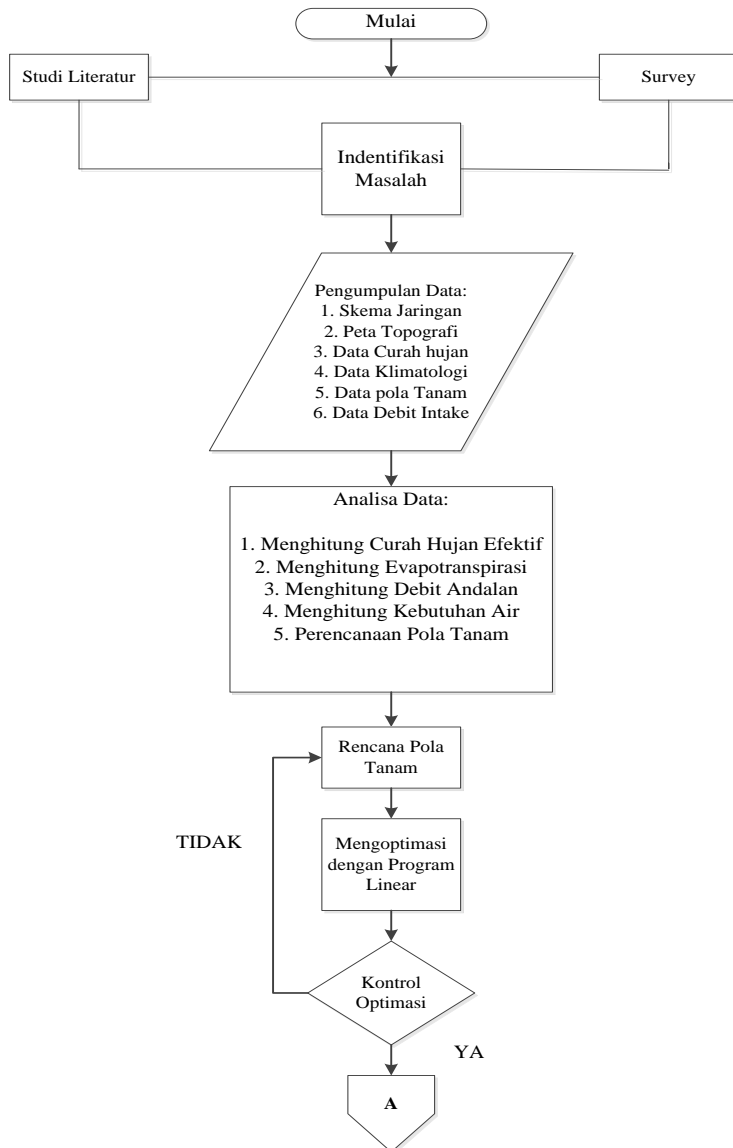 Mulai
Studi Literatur
Survey
Indentifikasi
Masalah
Pengumpulan Data:
1. Skema Jaringan
2. Peta Topografi
3. Data Curah hujan
4. Data Klimatologi
5. Data pola Tanam
6. Data Debit Intake
Analisa Data:
1. Menghitung Curah Hujan Efektif
2. Menghitung Evapotranspirasi
3. Menghitung Debit Andalan
4. Menghitung Kebutuhan Air
5. Perencanaan Pola Tanam
Rencana Pola
Tanam
TIDAK
Mengoptimasi
dengan Program
Linear
Kontrol
Optimasi
YA
A